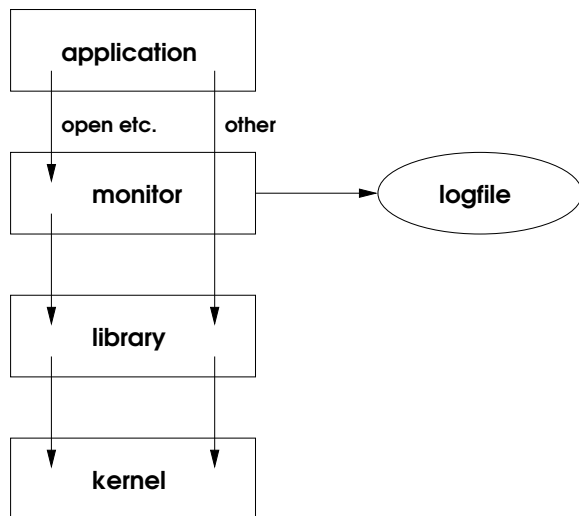 application
open etc.
other
monitor
logfile
library
kernel